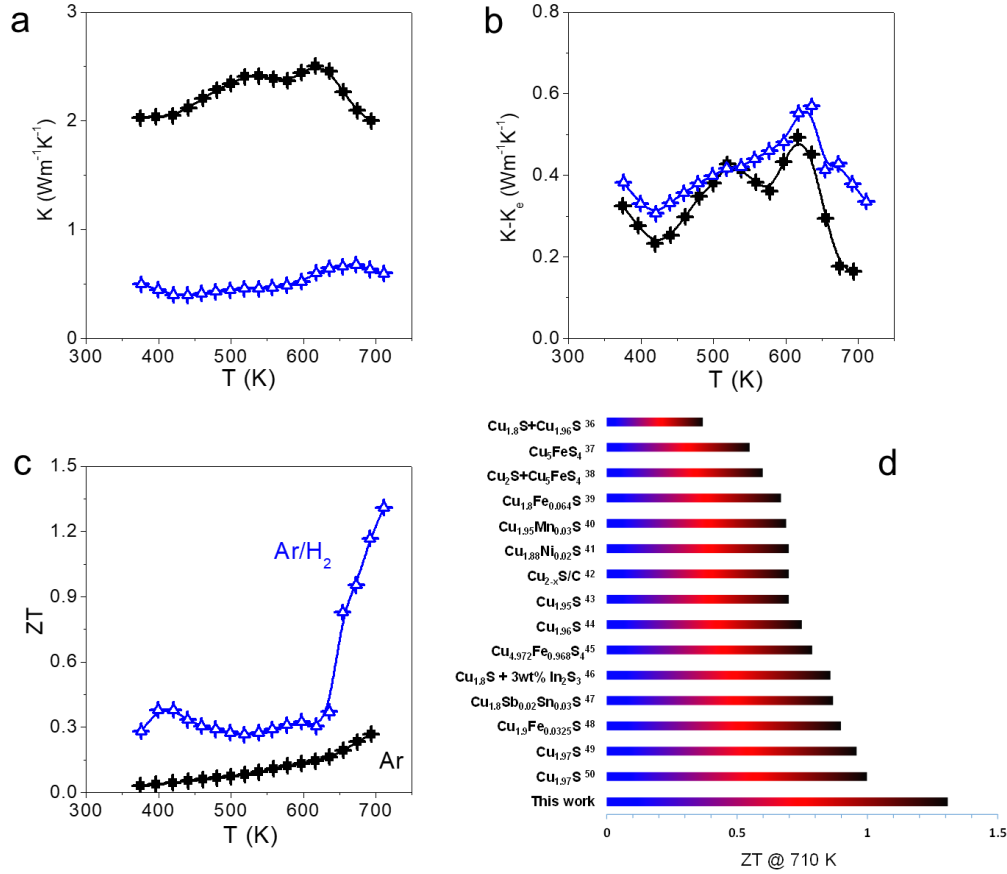 a
3
2
1
0
K (Wm⁻¹K⁻¹)
300 400 500 600 700
T (K)
b
0.8
0.6
0.4
0.2
0.0
K-Kₑ (Wm⁻¹K⁻¹)
300 400 500 600 700
T (K)
c
1.5
1.2
0.9
0.6
0.3
0.0
ZT
Ar/H₂
Ar
300 400 500 600 700
T (K)
d
Cu₁.₈S+Cu₁.₉₆S ³⁶
Cu₅FeS₄ ³⁷
Cu₂S+Cu₅FeS₄ ³⁸
Cu₁.₈Fe₀.₀₆₄S ³⁹
Cu₁.₉₅Mn₀.₀₃S ⁴⁰
Cu₁.₈₈Ni₀.₀₂S ⁴¹
Cu₂₋ₓS/C ⁴²
Cu₁.₉₅S ⁴³
Cu₁.₉₆S ⁴⁴
Cu₄.₉₇₂Fe₀.₉₆₈S₄ ⁴⁵
Cu₁.₈S + 3wt% In₂S₃ ⁴⁶
Cu₁.₈Sb₀.₀₂Sn₀.₀₃S ⁴⁷
Cu₁.₉Fe₀.₀₃₂₅S ⁴⁸
Cu₁.₉₇S ⁴⁹
Cu₁.₉₇S ⁵⁰
This work
0 0.5 1 1.5
ZT @ 710 K